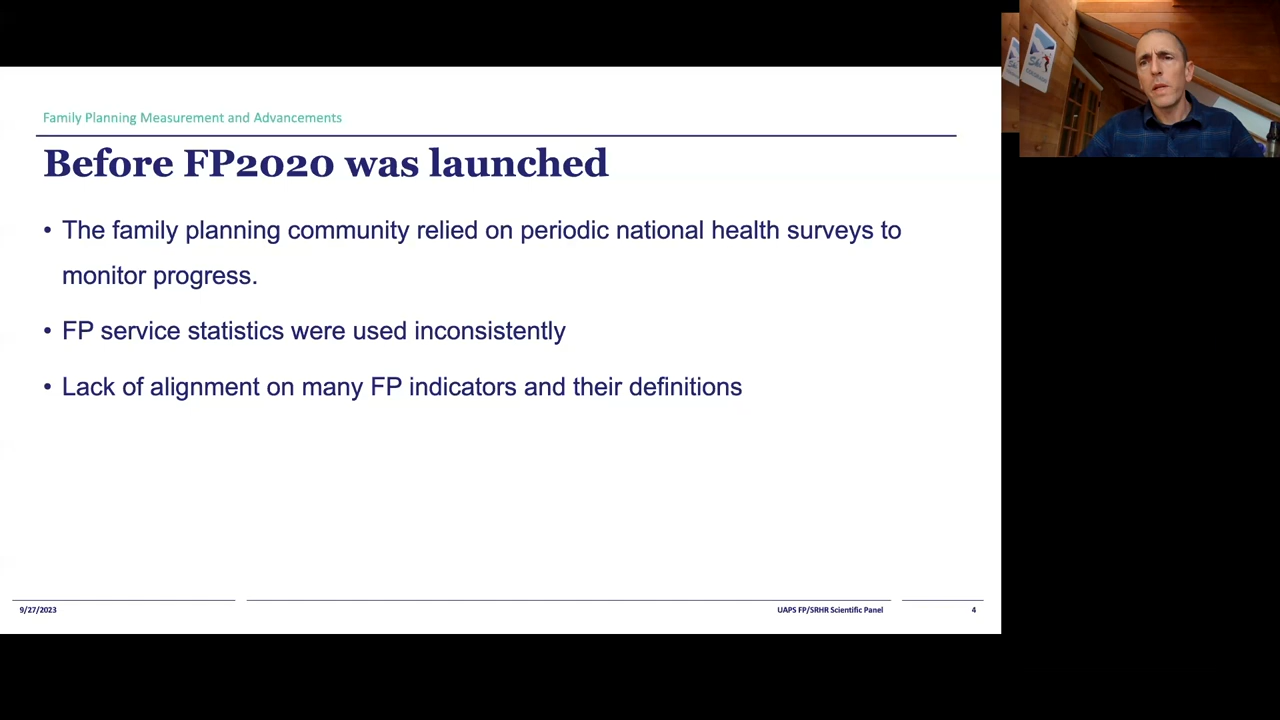 Family Planning Measurement and Advancements
Before FP2020 was launched
• The family planning community relied on periodic national health surveys to
monitor progress.
• FP service statistics were used inconsistently
• Lack of alignment on many FP indicators and their definitions
9/27/2023
UAPS FP/SRHR Scientific Panel
4
Ski